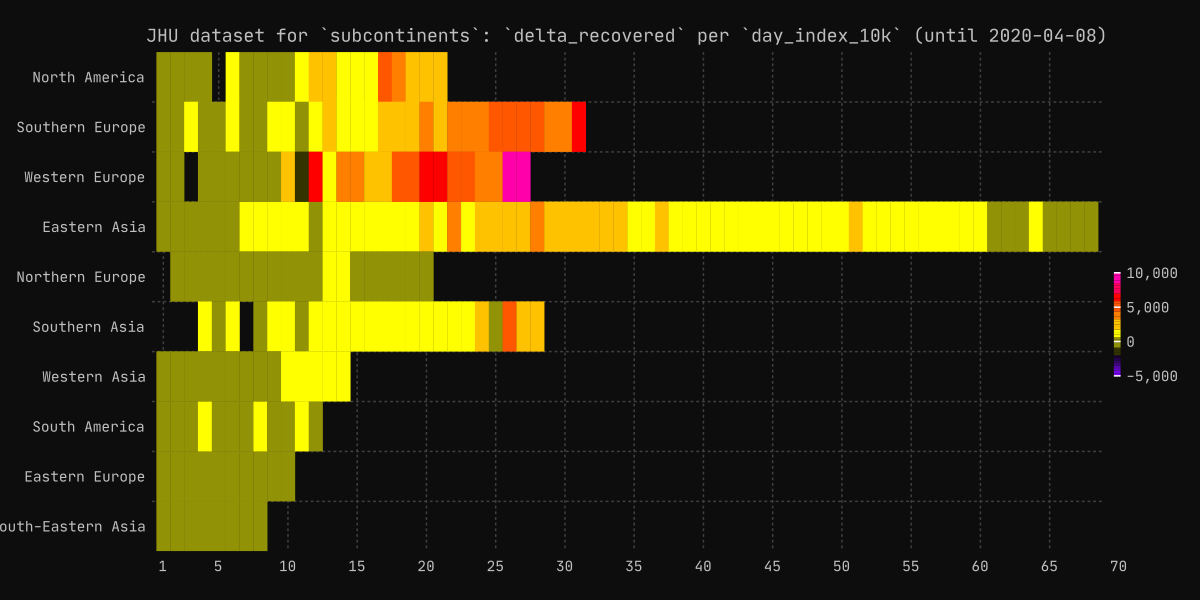 JHU dataset for `subcontinents`: `delta_recovered` per `day_index_10k` (until 2020-04-08)
North America
Southern Europe
Western Europe
Eastern Asia
Northern Europe
Southern Asia
Western Asia
South America
Eastern Europe
outh-Eastern Asia
10,000
5,000
0
−5,000
1 5 10 15 20 25 30 35 40 45 50 55 60 65 70